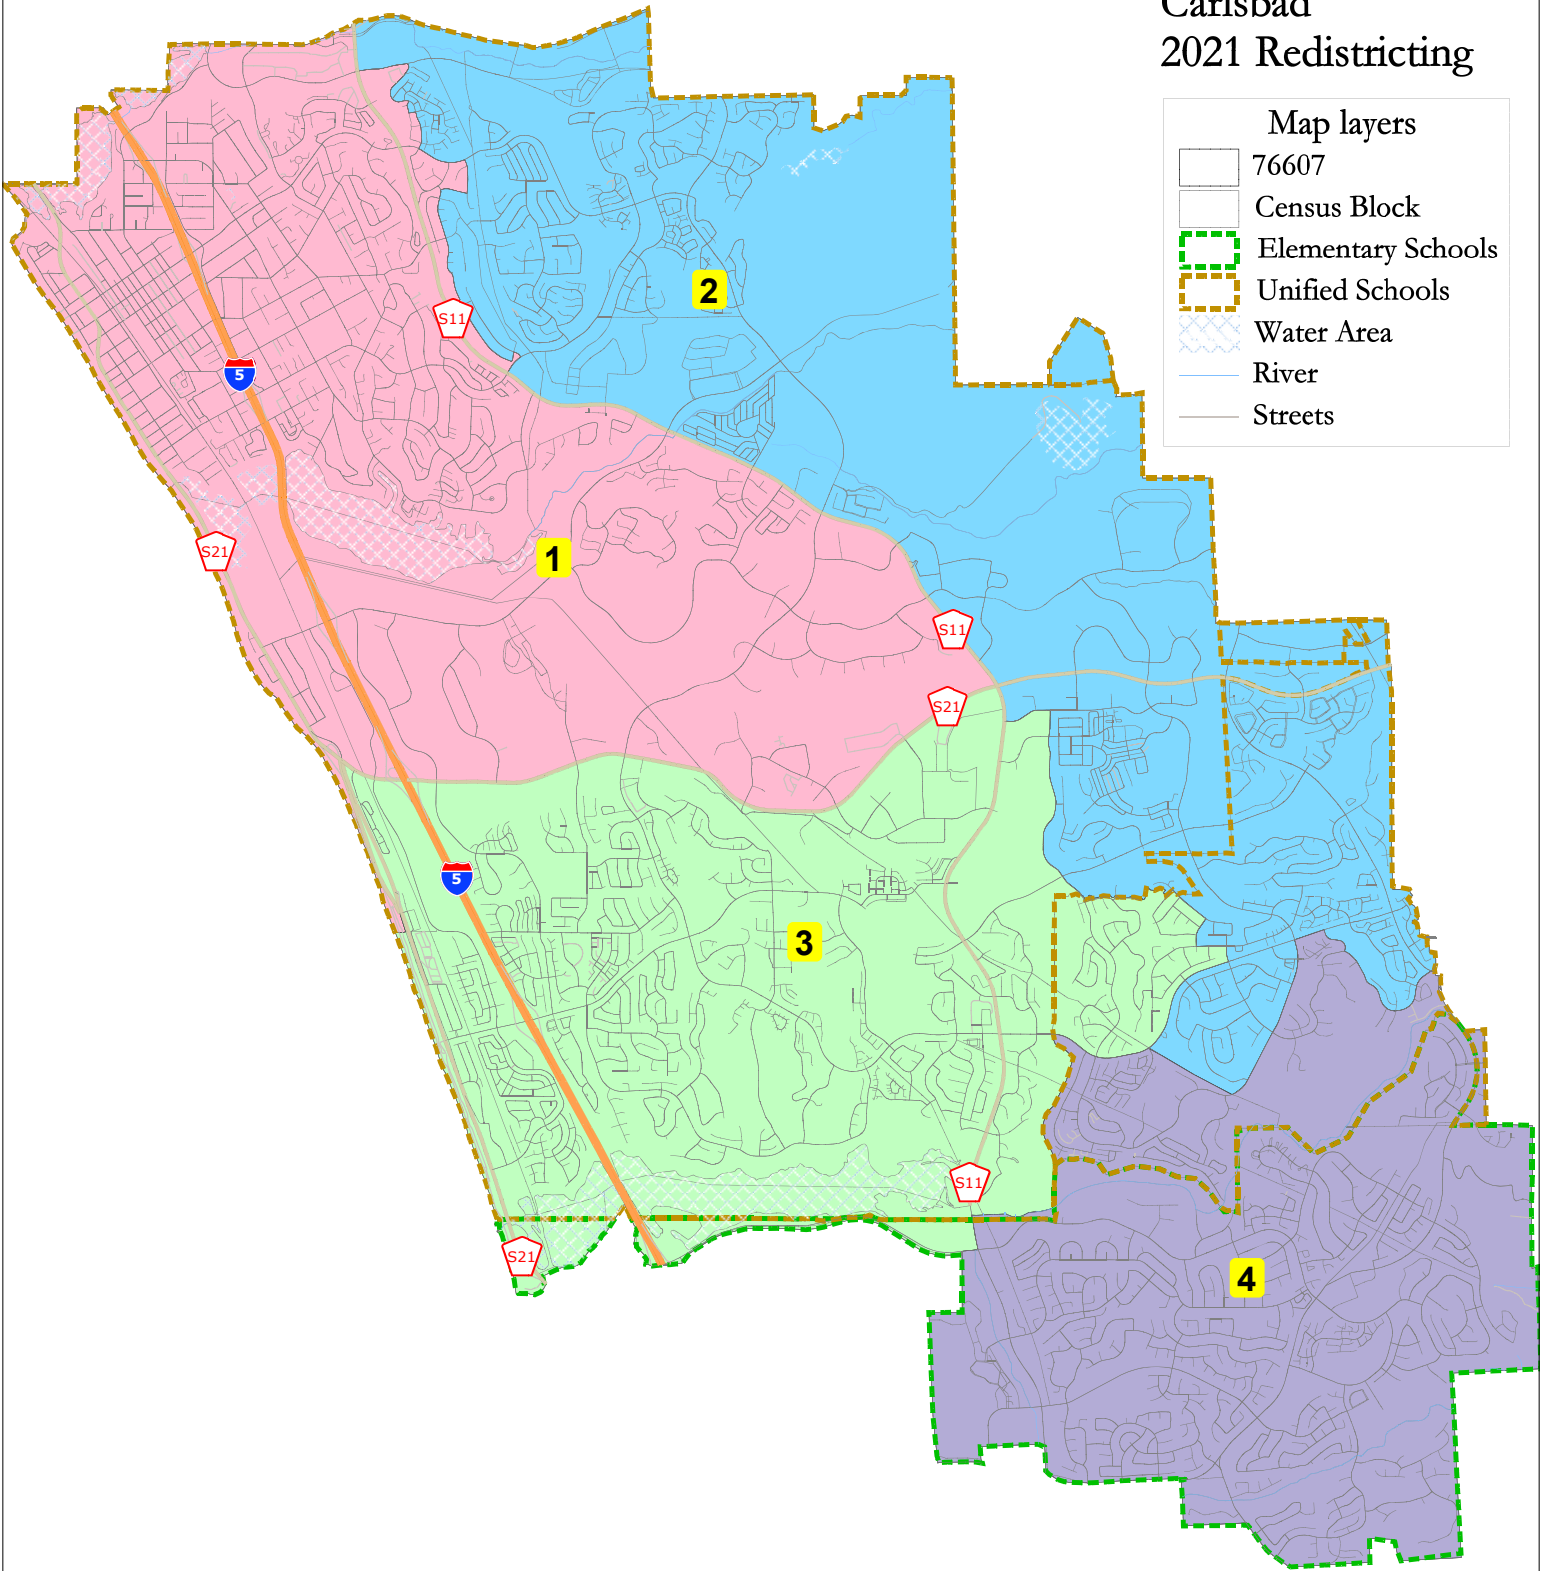 Carlsbad
2021 Redistricting
Map layers
76607
Census Block
Elementary Schools
Unified Schools
Water Area
River
Streets
2
S11
5
S21
1
S11
S21
5
3
S11
S21
4